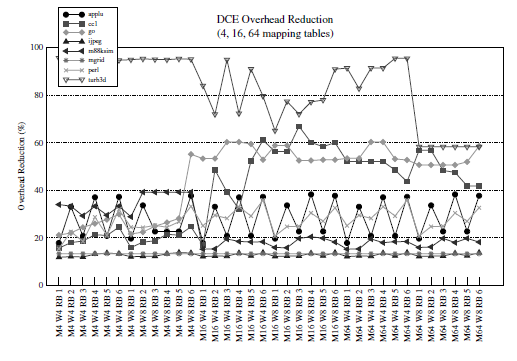 DCE Overhead Reduction
(4, 16, 64 mapping tables)
applu
cc1
go
ijpeg
m88ksim
mgrid
perl
turb3d
100
80
60
40
20
0
Overhead Reduction (%)
M4 W4 RB 1
M4 W4 RB 2
M4 W4 RB 3
M4 W4 RB 4
M4 W4 RB 5
M4 W4 RB 6
M4 W8 RB 1
M4 W8 RB 2
M4 W8 RB 3
M4 W8 RB 4
M4 W8 RB 5
M4 W8 RB 6
M16 W4 RB 1
M16 W4 RB 2
M16 W4 RB 3
M16 W4 RB 4
M16 W4 RB 5
M16 W4 RB 6
M16 W8 RB 1
M16 W8 RB 2
M16 W8 RB 3
M16 W8 RB 4
M16 W8 RB 5
M16 W8 RB 6
M64 W4 RB 1
M64 W4 RB 2
M64 W4 RB 3
M64 W4 RB 4
M64 W4 RB 5
M64 W4 RB 6
M64 W8 RB 1
M64 W8 RB 2
M64 W8 RB 3
M64 W8 RB 4
M64 W8 RB 5
M64 W8 RB 6